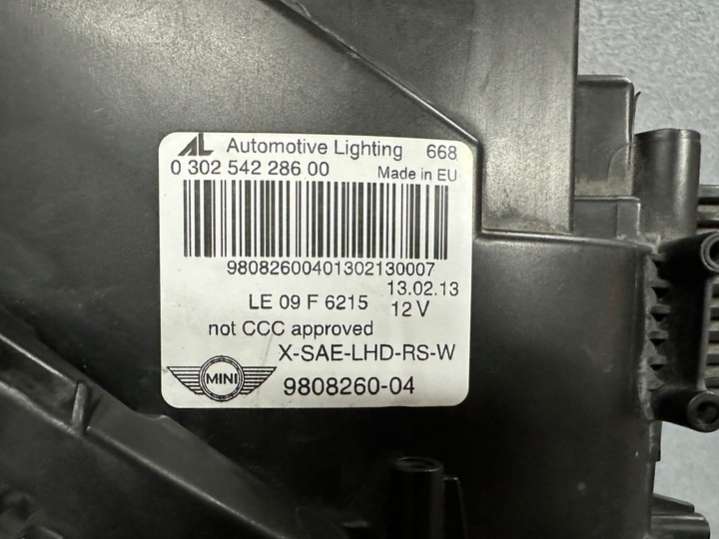 AL Automotive Lighting 668
0 302 542 286 00 Made in EU
98082600401302130007
13.02.13
LE 09 F 6215 12 V
not CCC approved
X-SAE-LHD-RS-W
MINI 9808260-04